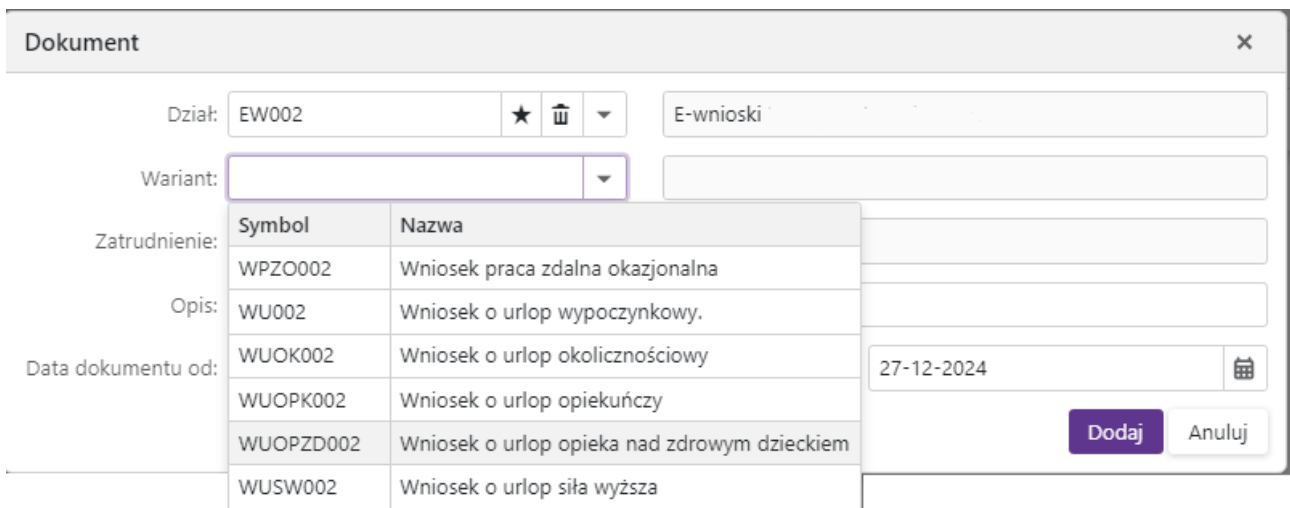 Dokument
Dział: EW002 E-wnioski
Wariant:
Symbol Nazwa
Zatrudnienie:
WPZO002 Wniosek praca zdalna okazjonalna
Opis: WU002 Wniosek o urlop wypoczynkowy.
WUOK002 Wniosek o urlop okolicznościowy
Data dokumentu od: 27-12-2024
WUOPK002 Wniosek o urlop opiekuńczy
WUOPZD002 Wniosek o urlop opieka nad zdrowym dzieckiem Dodaj Anuluj
WUSW002 Wniosek o urlop siła wyższa